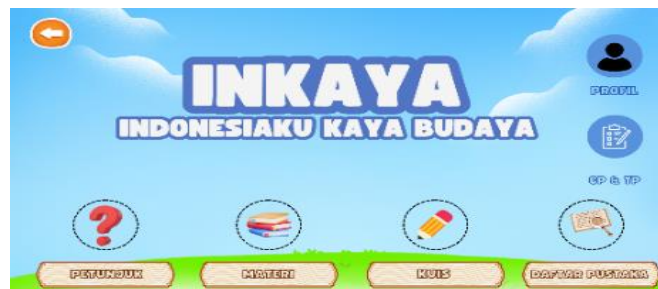 INKAYA
INDONESIAKU KAYA BUDAYA
PROFIL
CP & TP
PETUNJUK
MATERI
KUIS
DAFTAR PUSTAKA